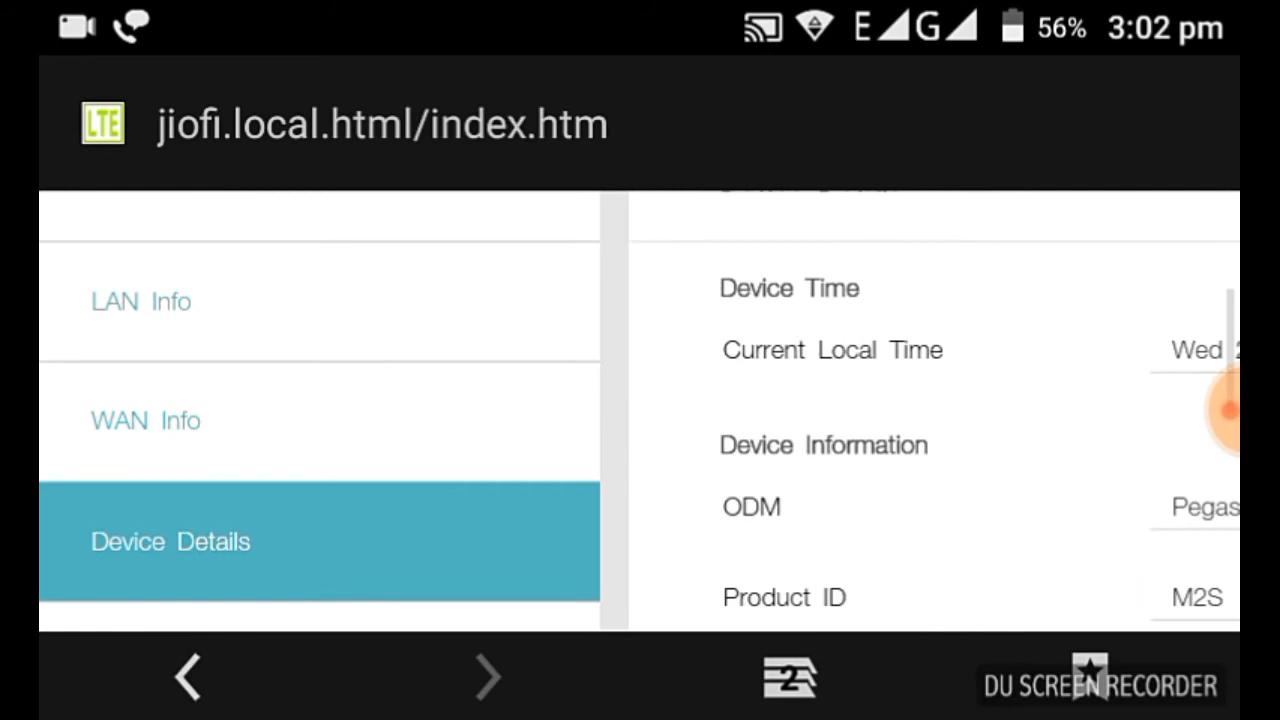 E G 56% 3:02 pm
LTE jiofi.local.html/index.htm
LAN Info
WAN Info
Device Details
Device Time
Current Local Time Wed
Device Information
ODM Pegas
Product ID M2S
2
DU SCREEN RECORDER